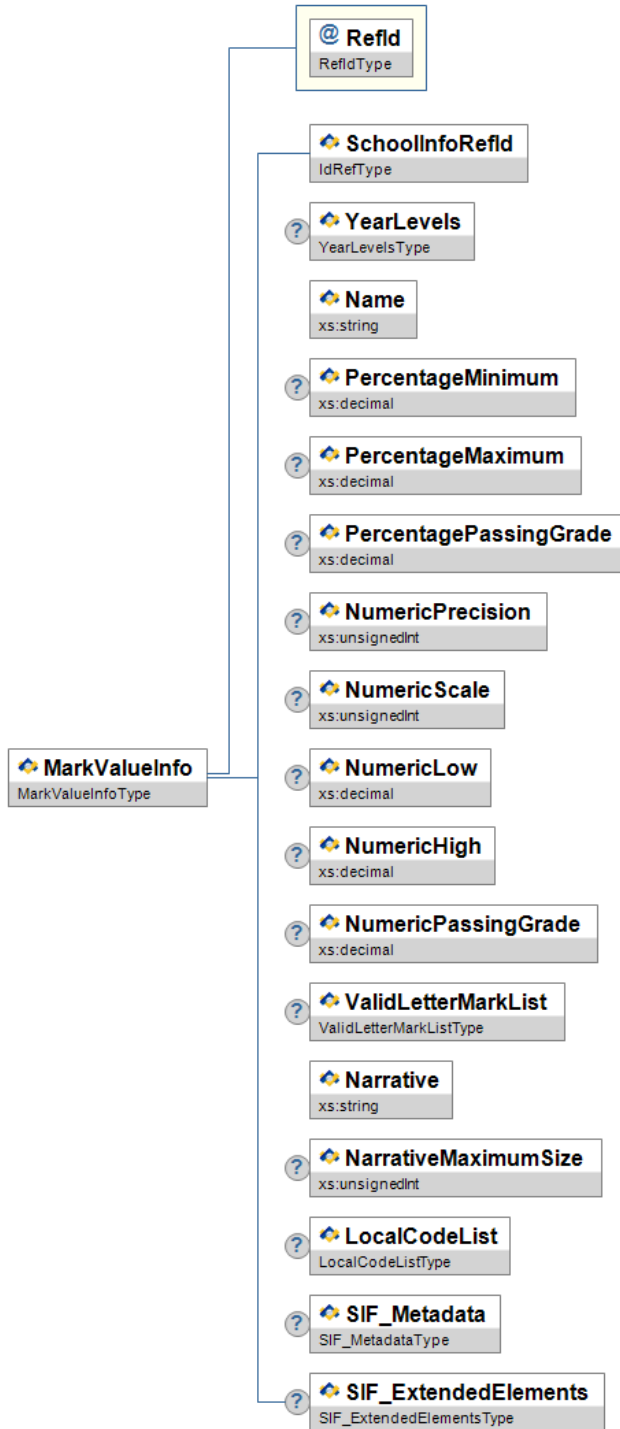 @ RefId
RefIdType
SchoolInfoRefId
IdRefType
? YearLevels
YearLevelsType
Name
xs:string
? PercentageMinimum
xs:decimal
? PercentageMaximum
xs:decimal
? PercentagePassingGrade
xs:decimal
? NumericPrecision
xs:unsignedInt
? NumericScale
xs:unsignedInt
MarkValueInfo
MarkValueInfoType
? NumericLow
xs:decimal
? NumericHigh
xs:decimal
? NumericPassingGrade
xs:decimal
? ValidLetterMarkList
ValidLetterMarkListType
Narrative
xs:string
? NarrativeMaximumSize
xs:unsignedInt
? LocalCodeList
LocalCodeListType
? SIF_Metadata
SIF_MetadataType
? SIF_ExtendedElements
SIF_ExtendedElementsType